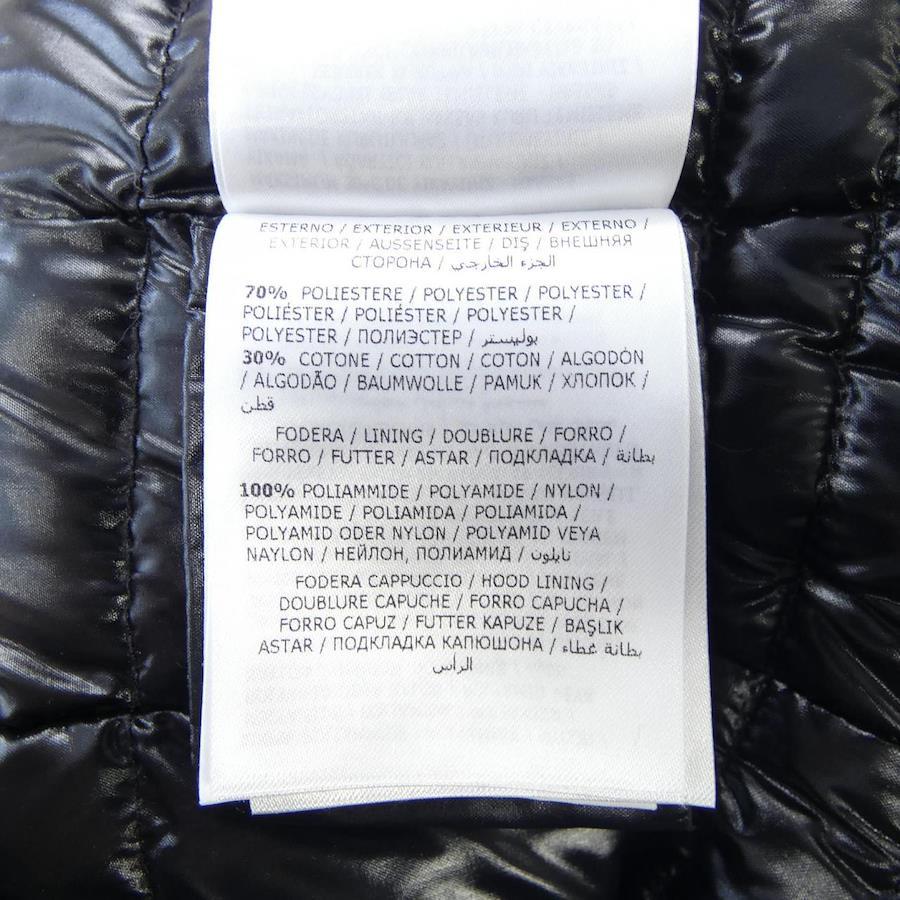 ESTERNO / EXTERIOR / EXTERIEUR / EXTERNO /
EXTERIOR / AUSSENSEITE / DIŞ / ВНЕШНЯЯ
СТОРОНА / الجزء الخارجي
70% POLIESTERE / POLYESTER / POLYESTER /
POLIÉSTER / POLIÉSTER / POLYESTER /
POLYESTER / ПОЛИЭСТЕР / بوليستر
30% COTONE / COTTON / COTON / ALGODÓN
/ ALGODÃO / BAUMWOLLE / PAMUK / ХЛОПОК /
قطن
FODERA / LINING / DOUBLURE / FORRO /
FORRO / FUTTER / ASTAR / ПОДКЛАДКА / بطانة
100% POLIAMMIDE / POLYAMIDE / NYLON /
POLYAMIDE / POLIAMIDA / POLIAMIDA /
POLYAMID ODER NYLON / POLYAMID VEYA
NAYLON / НЕЙЛОН, ПОЛИАМИД / نايلون
FODERA CAPPUCCIO / HOOD LINING /
DOUBLURE CAPUCHE / FORRO CAPUCHA /
FORRO CAPUZ / FUTTER KAPUZE / BAŞLIK
ASTAR / ПОДКЛАДКА КАПЮШОНА / بطانة غطاء
الرأس